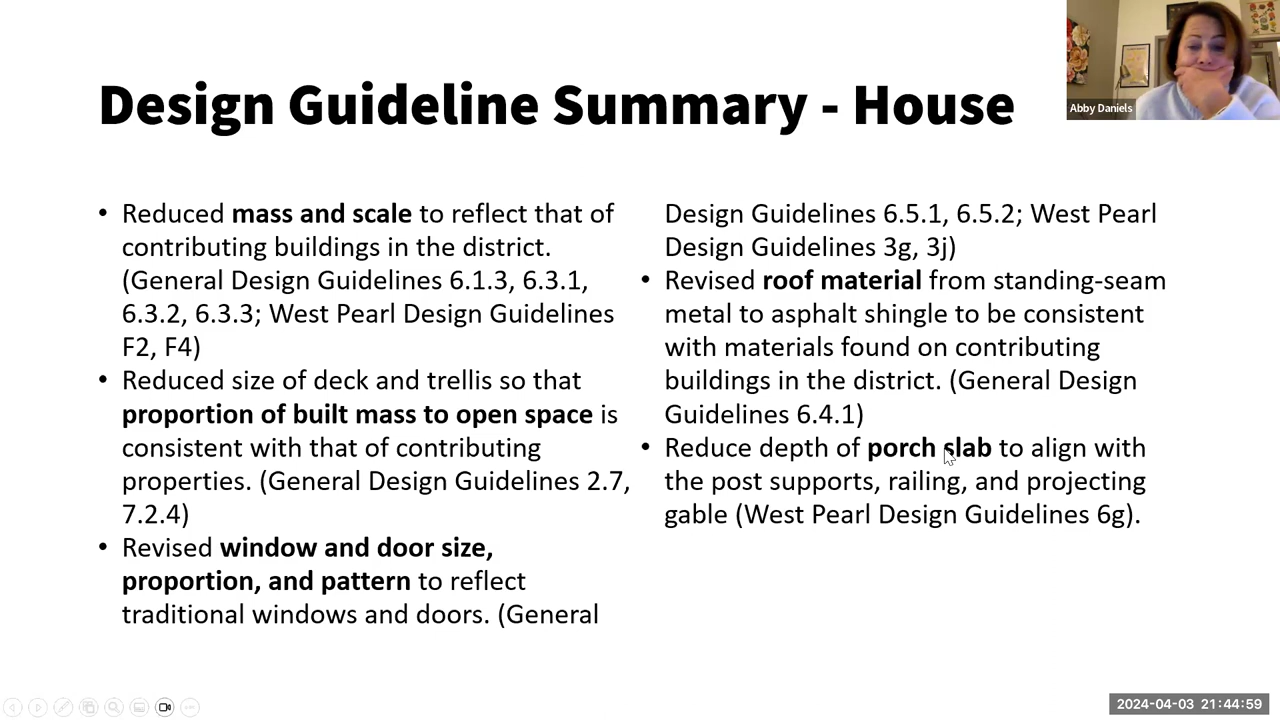 Design Guideline Summary - House
• Reduced mass and scale to reflect that of
contributing buildings in the district.
(General Design Guidelines 6.1.3, 6.3.1,
6.3.2, 6.3.3; West Pearl Design Guidelines
F2, F4)
• Reduced size of deck and trellis so that
proportion of built mass to open space is
consistent with that of contributing
properties. (General Design Guidelines 2.7,
7.2.4)
• Revised window and door size,
proportion, and pattern to reflect
traditional windows and doors. (General
Design Guidelines 6.5.1, 6.5.2; West Pearl
Design Guidelines 3g, 3j)
• Revised roof material from standing-seam
metal to asphalt shingle to be consistent
with materials found on contributing
buildings in the district. (General Design
Guidelines 6.4.1)
• Reduce depth of porch slab to align with
the post supports, railing, and projecting
gable (West Pearl Design Guidelines 6g).
Abby Daniels
2024-04-03 21:44:59